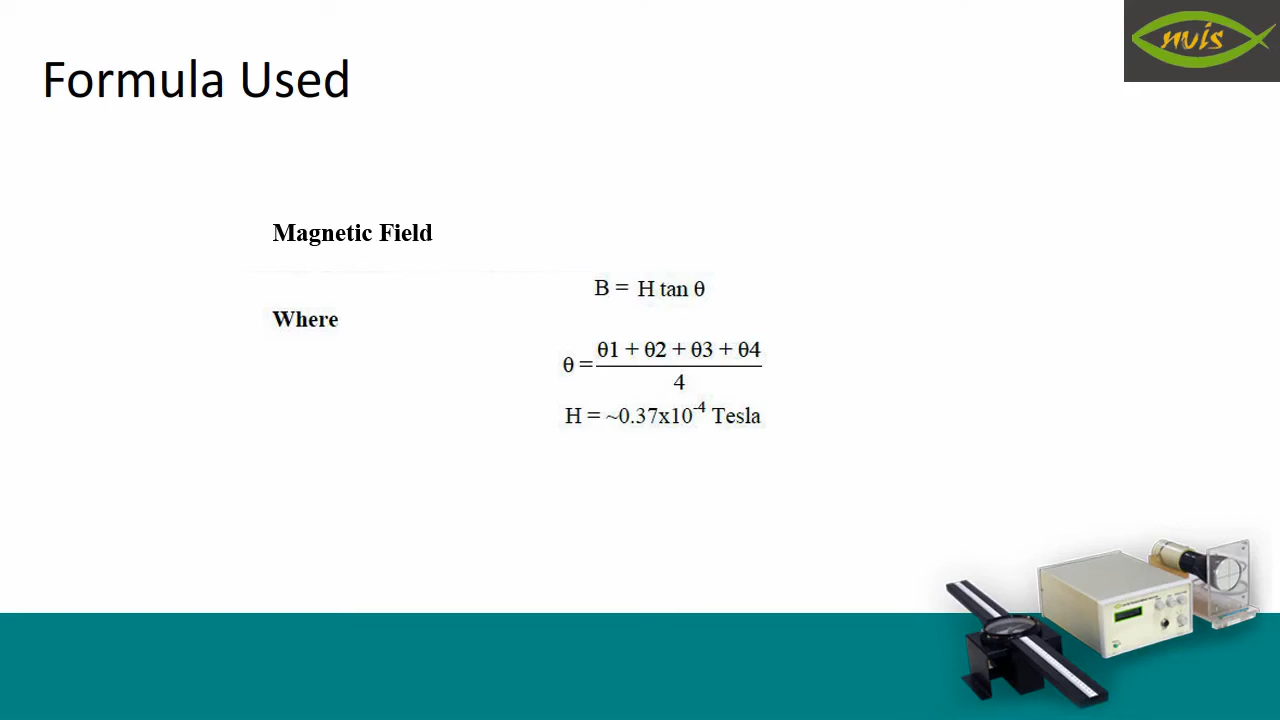 nvis
Formula Used
Magnetic Field
B = H tan θ
Where
θ = θ1 + θ2 + θ3 + θ4 / 4
H = ~0.37x10⁻⁴ Tesla